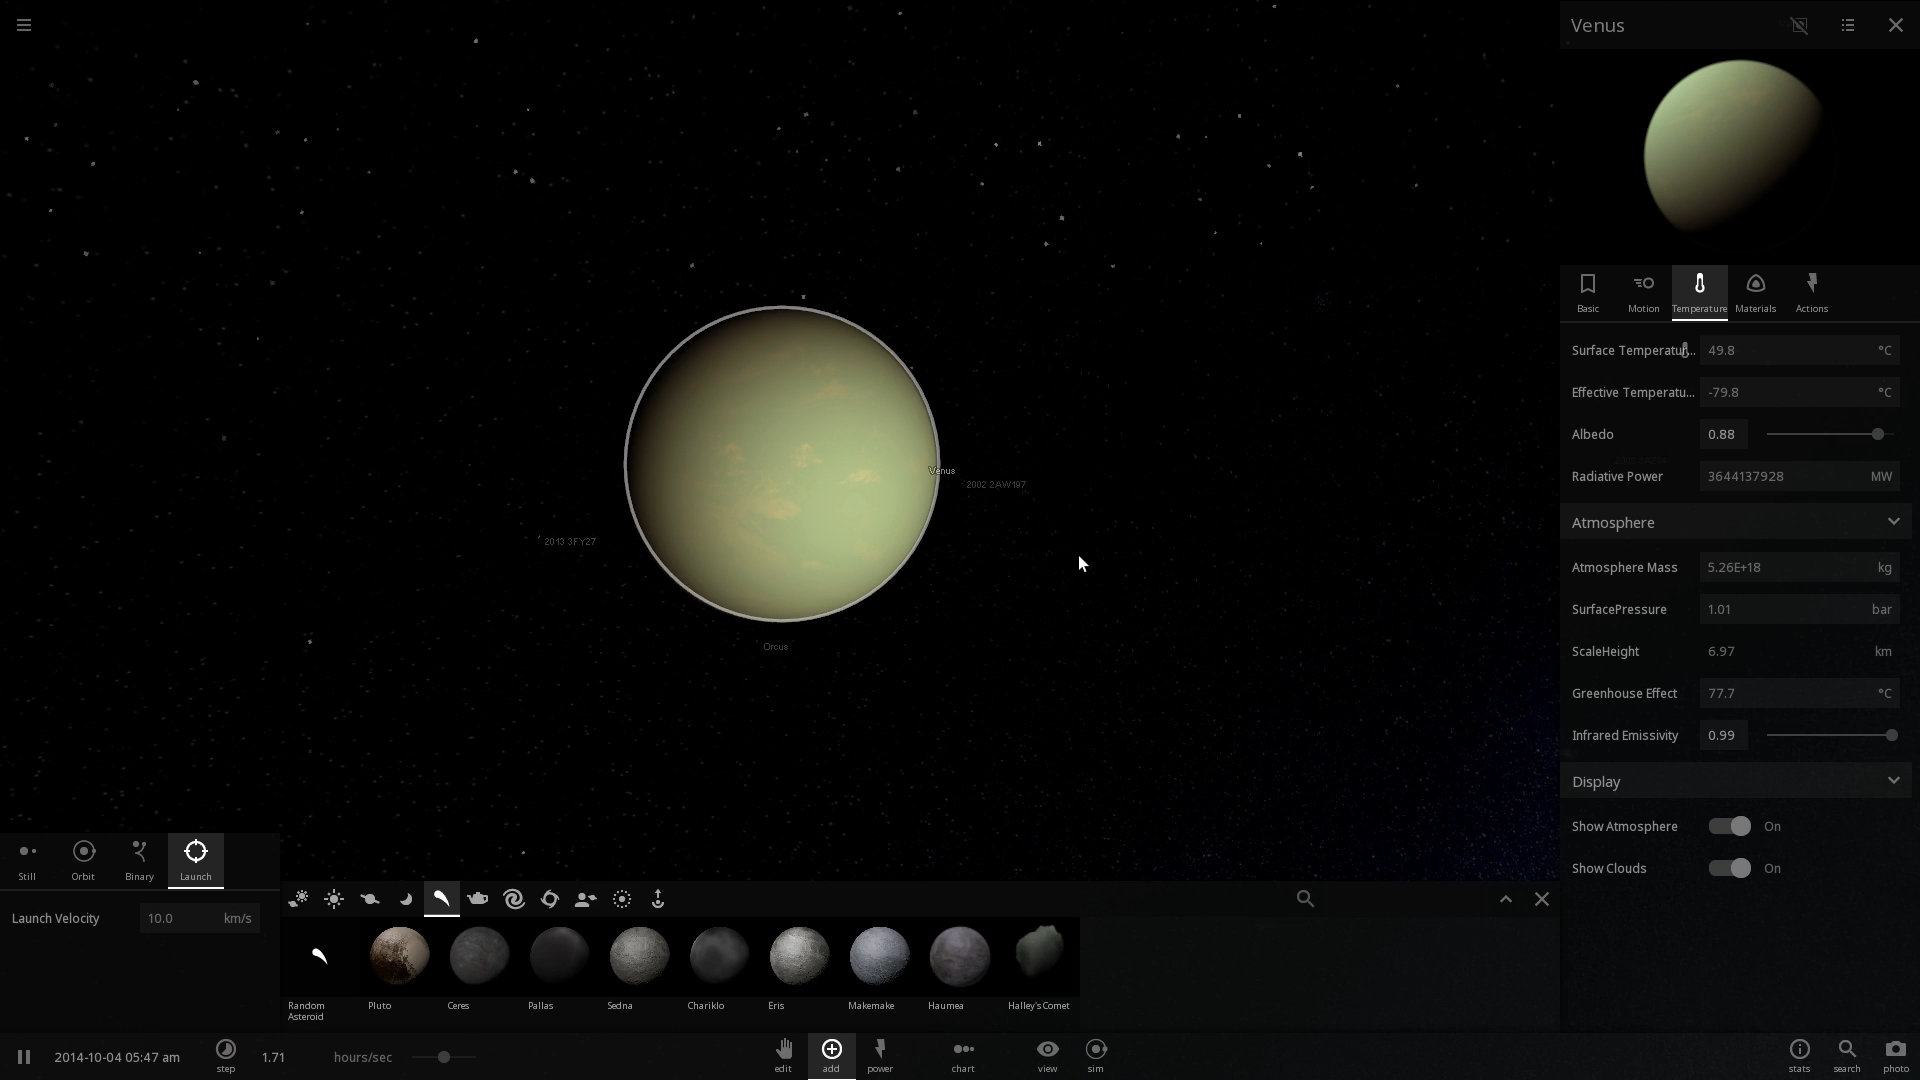 Venus
Basic
Motion
Temperature
Materials
Actions
Surface Temperatur... 49.8 °C
Effective Temperatu... -79.8 °C
Albedo 0.88
Radiative Power 3644137928 MW
Atmosphere
Atmosphere Mass 5.26E+18 kg
SurfacePressure 1.01 bar
ScaleHeight 6.97 km
Greenhouse Effect 77.7 °C
Infrared Emissivity 0.99
Display
Show Atmosphere On
Show Clouds On
Venus
2002 2AW197
2013 3FY27
Orcus
Still
Orbit
Binary
Launch
Launch Velocity 10.0 km/s
Random
Asteroid
Pluto
Ceres
Pallas
Sedna
Chariklo
Eris
Makemake
Haumea
Halley's Comet
2014-10-04 05:47 am
step
1.71 hours/sec
edit
add
power
chart
view
sim
stats
search
photo